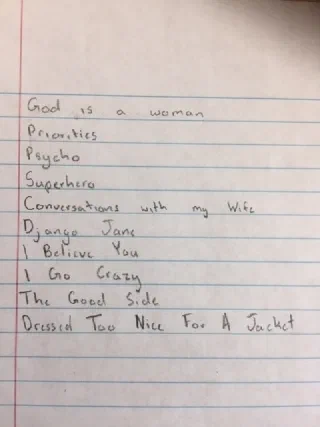 God is a woman
Priorities
Psycho
Superhero
Conversations with my Wife
Django Jane
I Believe You
I Go Crazy
The Good Side
Dressed Too Nice For A Jacket